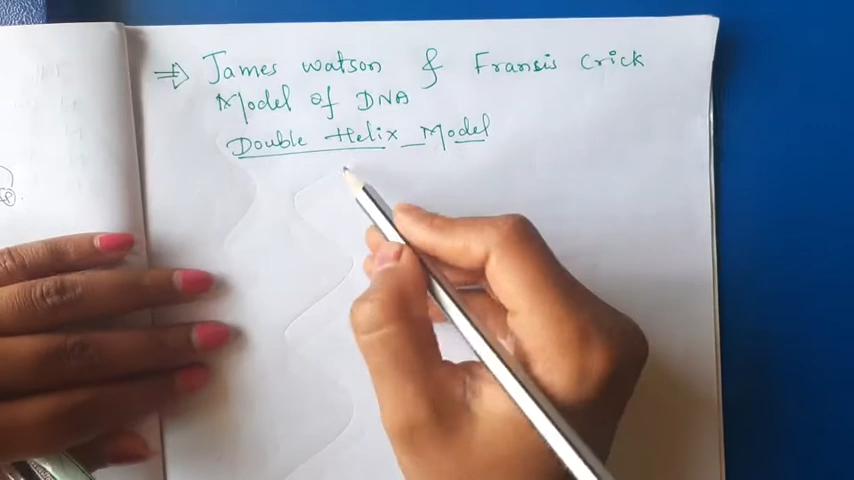 ⇒ James Watson & Fransis Crick
Model of DNA
Double Helix Model